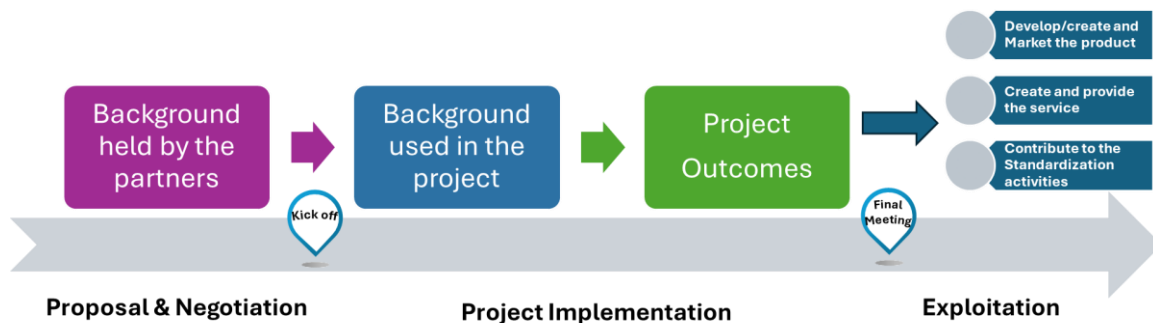 Develop/create and
Market the product
Background
held by the
partners
Background
used in the
project
Project
Outcomes
Create and provide
the service
Contribute to the
Standardization
activities
Kick off
Final
Meeting
Proposal & Negotiation
Project Implementation
Exploitation